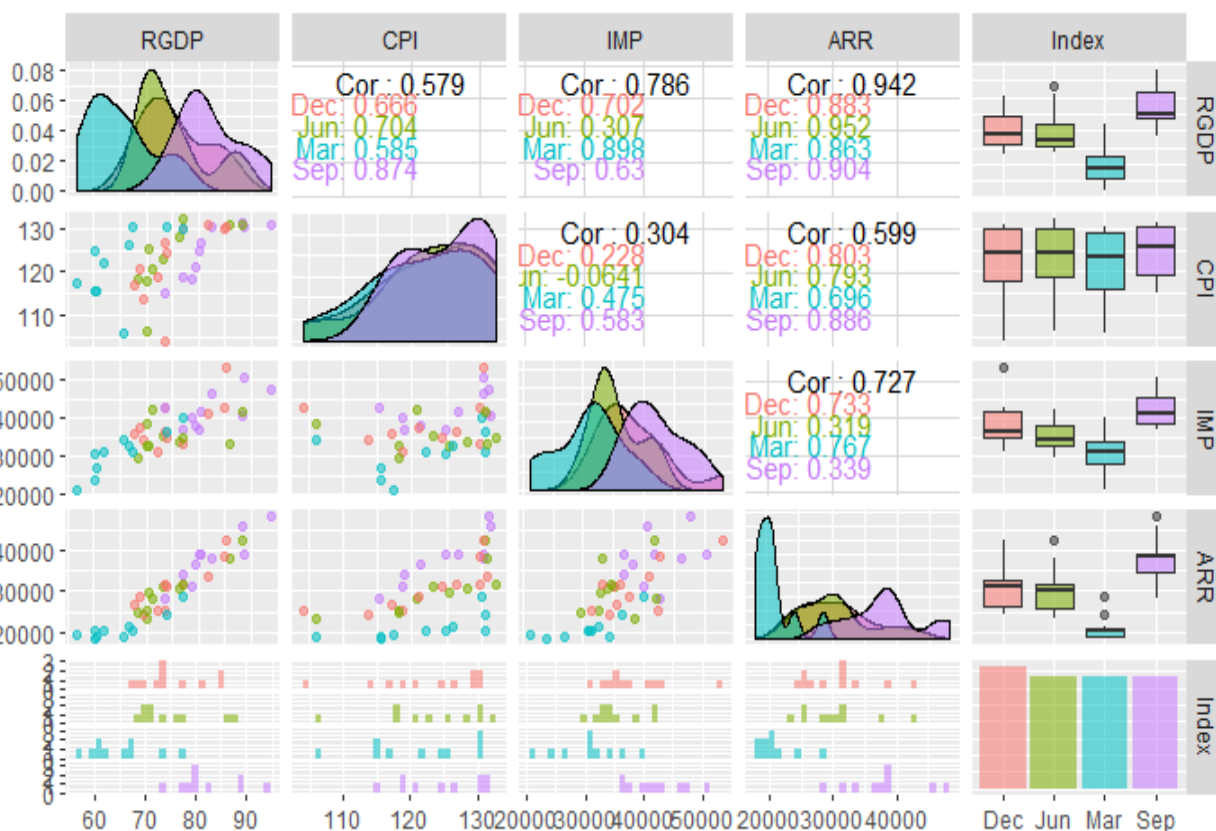 RGDP CPI IMP ARR Index
0.08
0.06
0.04
0.02
0.00
Cor : 0.579
Dec: 0.666
Jun: 0.704
Mar: 0.585
Sep: 0.874
Cor : 0.786
Dec: 0.702
Jun: 0.307
Mar: 0.898
Sep: 0.63
Cor : 0.942
Dec: 0.883
Jun: 0.952
Mar: 0.863
Sep: 0.904
RGDP
130
120
110
Cor : 0.304
Dec: 0.228
un: -0.0641
Mar: 0.475
Sep: 0.583
Cor : 0.599
Dec: 0.803
Jun: 0.793
Mar: 0.696
Sep: 0.886
CPI
50000
40000
30000
20000
Cor : 0.727
Dec: 0.733
Jun: 0.319
Mar: 0.767
Sep: 0.339
IMP
40000
30000
20000
ARR
Index
60 70 80 90 110 120 130 20000 30000 40000 50000 20000 30000 40000 Dec Jun Mar Sep